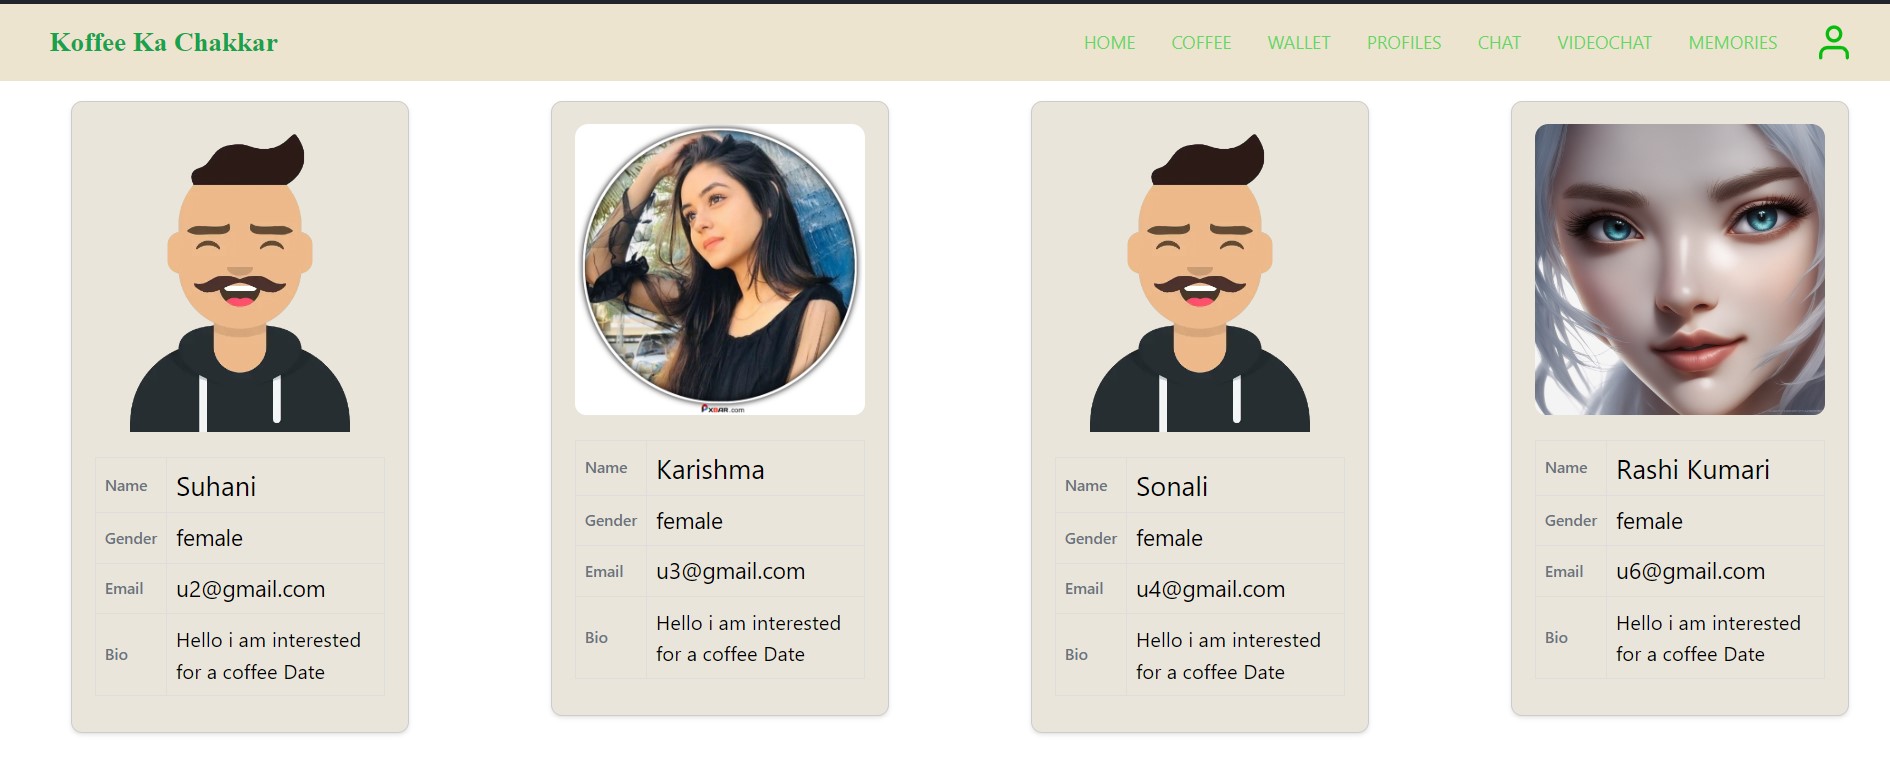 Koffee Ka Chakkar
HOME COFFEE WALLET PROFILES CHAT VIDEOCHAT MEMORIES
Name Suhani
Gender female
Email u2@gmail.com
Bio Hello i am interested
for a coffee Date
PXBAR.com
Name Karishma
Gender female
Email u3@gmail.com
Bio Hello i am interested
for a coffee Date
Name Sonali
Gender female
Email u4@gmail.com
Bio Hello i am interested
for a coffee Date
Name Rashi Kumari
Gender female
Email u6@gmail.com
Bio Hello i am interested
for a coffee Date